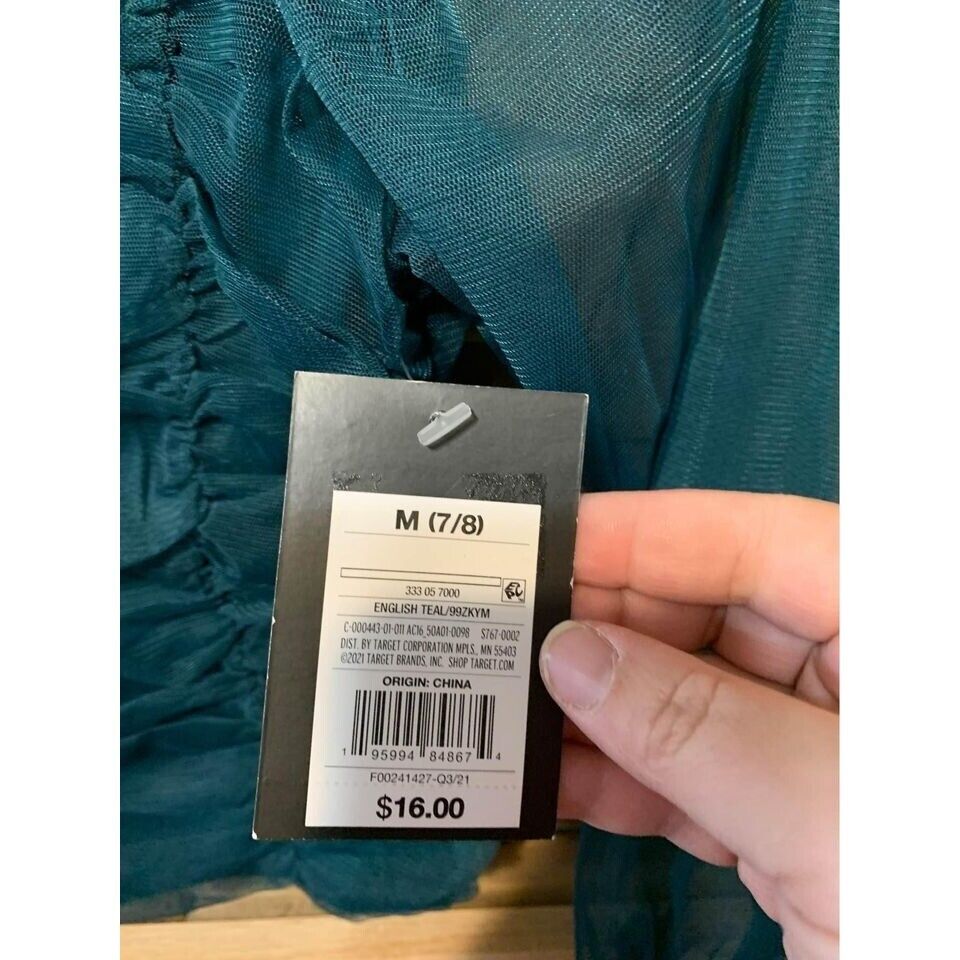 M (7/8)
333 05 7000
ENGLISH TEAL/99ZKYM
C-000443-01-011 AC16_50A01-0098 S767-0002
DIST. BY TARGET CORPORATION MPLS., MN 55403
©2021 TARGET BRANDS, INC. SHOP TARGET.COM
ORIGIN: CHINA
1 95994 84867 4
F00241427-Q3/21
$16.00